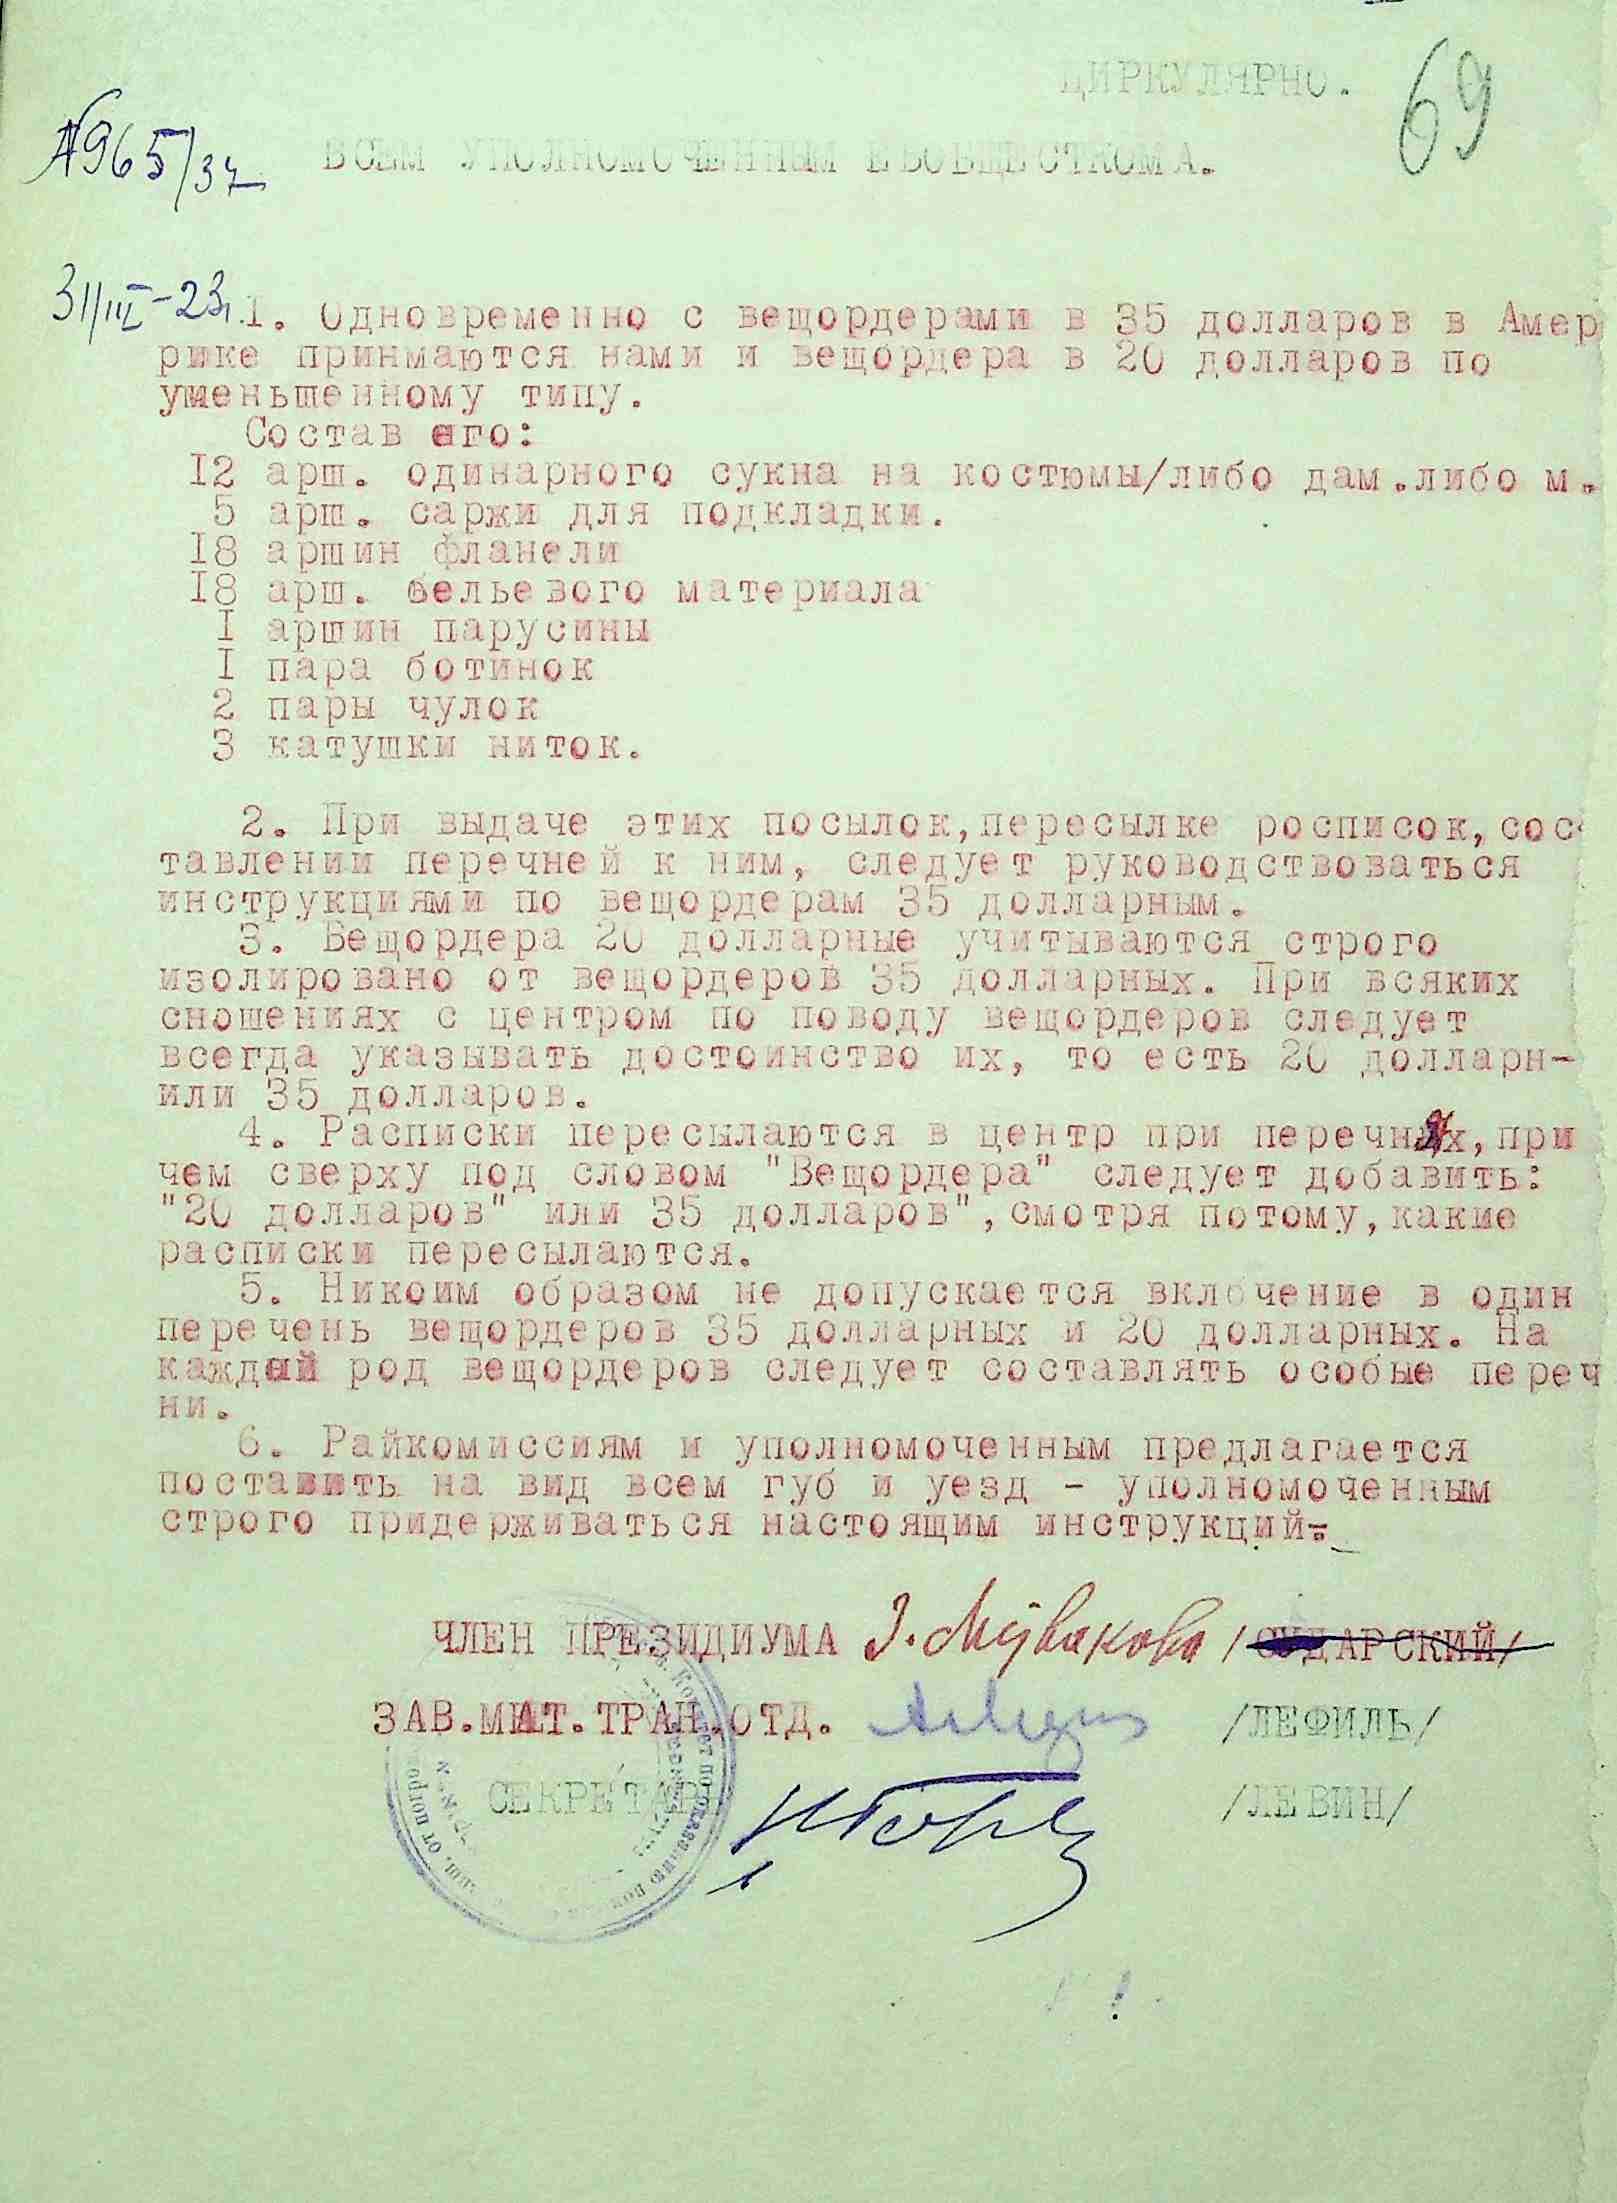 ЦИРКУЛЯРНО.
69
№965/37
ВСЕМ УПОЛНОМОЧЕННЫМ ЕВОБЩЕСТКОМА.
31/III-23г.
1. Одновременно с вещордерами в 35 долларов в Амер
рике принмаются нами и вещордера в 20 долларов по
уменьшенному типу.
Состав его:
I2 арш. одинарного сукна на костюмы/либо дам.либо м.
5 арш. саржи для подкладки.
I8 аршин фланели
I8 арш. бельевого материала
I аршин парусины
I пара ботинок
2 пары чулок
3 катушки ниток.
2. При выдаче этих посылок,пересылке росписок,сос-
тавлении перечней к ним, следует руководствоваться
инструкциями по вещордерам 35 долларным.
3. Вещордера 20 долларные учитываются строго
изолировано от вещордеров 35 долларных. При всяких
сношениях с центром по поводу вещордеров следует
всегда указывать достоинство их, то есть 20 долларн-
или 35 долларов.
4. Расписки пересылаются в центр при перечнях,при
чем сверху под словом "Вещордера" следует добавить:
"20 долларов" или 35 долларов",смотря потому,какие
расписки пересылаются.
5. Никоим образом не допускается включение в один
перечень вещордеров 35 долларных и 20 долларных. На
каждый род вещордеров следует составлять особые переч
ни.
6. Райкомиссиям и уполномоченным предлагается
поставить на вид всем губ и уезд - уполномоченным
строго придерживаться настоящим инструкций.
ЧЛЕН ПРЕЗИДИУМА /СУДАРСКИЙ/
ЗАВ.МАТ.ТРАН.ОТД. /ЛЕФИЛЬ/
СЕКРЕТАРЬ /ЛЕВИН/